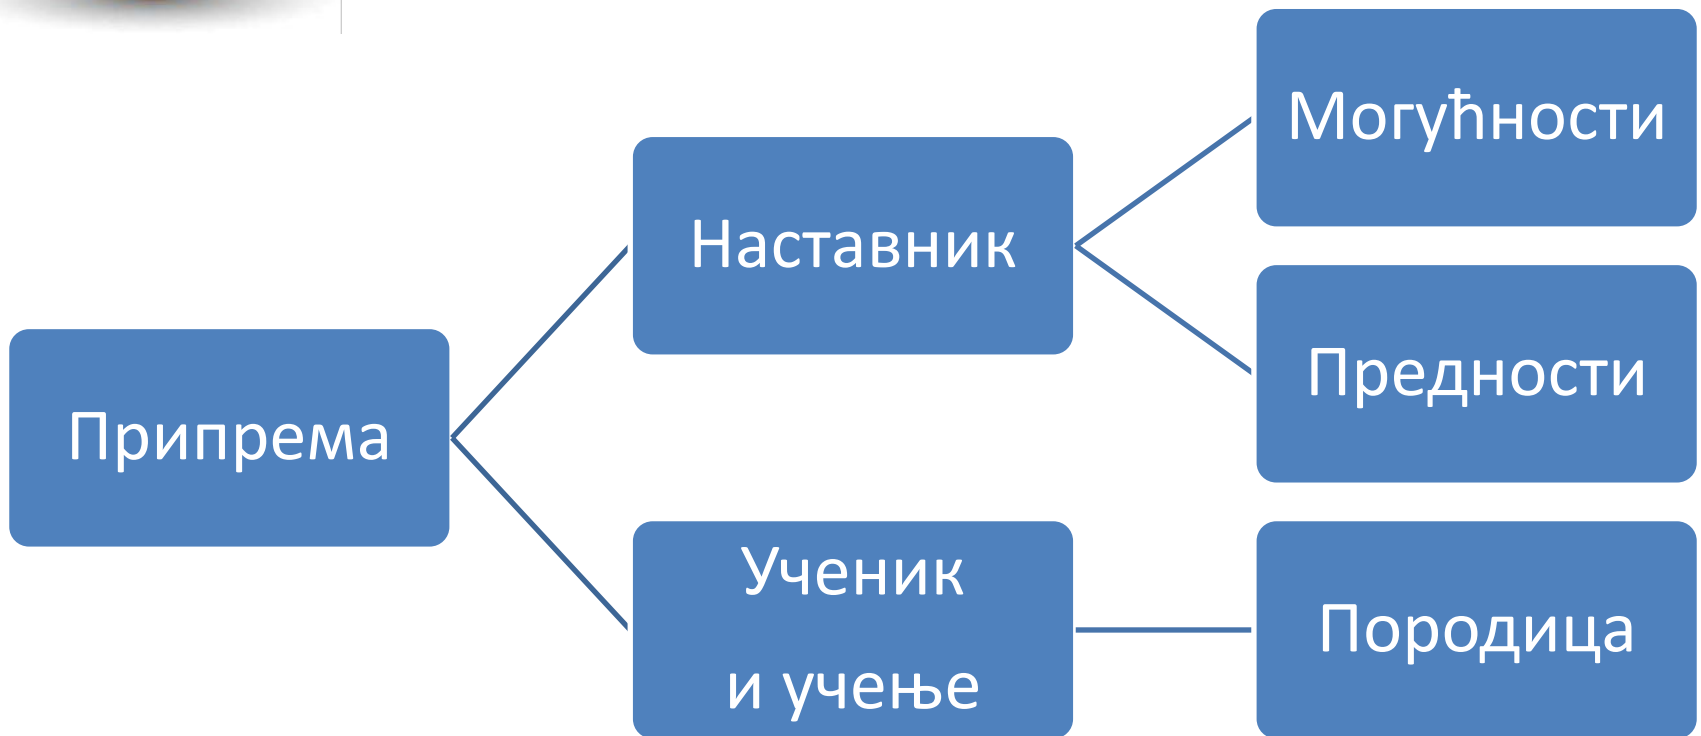 Припрема
Наставник
Могућности
Предности
Ученик
и учење
Породица